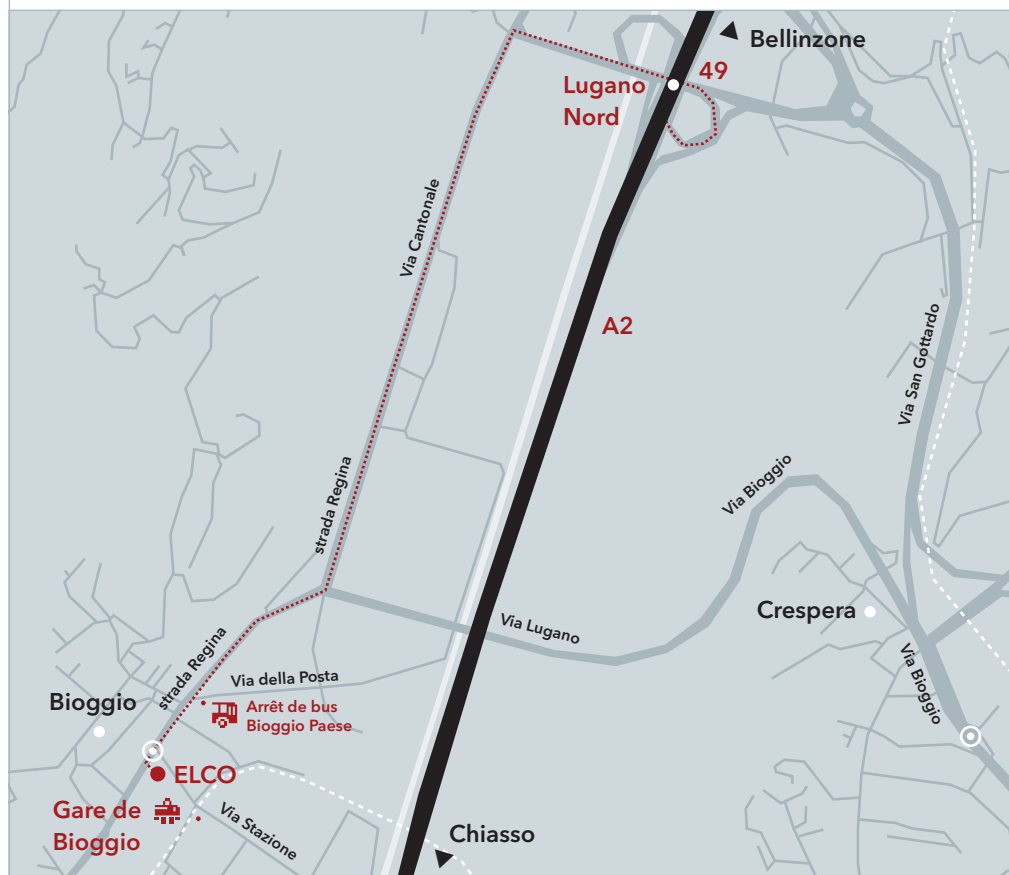 Bellinzone
49
Lugano
Nord
Via Cantonale
A2
Via San Gottardo
strada Regina
Via Bioggio
Crespera
Via Lugano
strada Regina
Via della Posta
Via Bioggio
Bioggio
Arrêt de bus
Bioggio Paese
ELCO
Gare de
Bioggio
Via Stazione
Chiasso